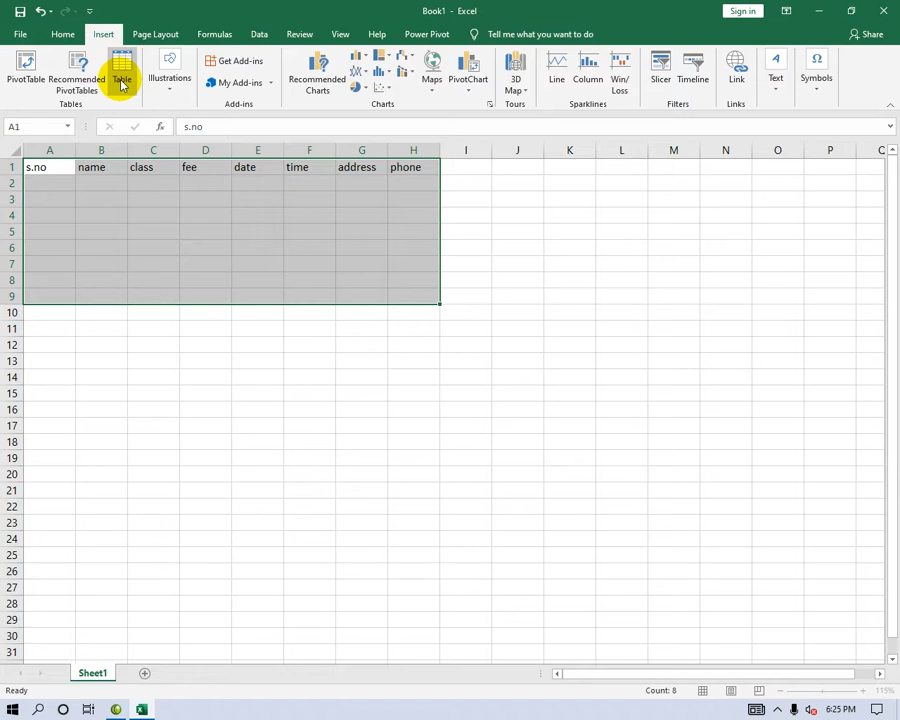 Book1 - Excel
Sign in
File Home Insert Page Layout Formulas Data Review View Power Pivot Help Tell me what you want to do Share
PivotTable
Recommended PivotTables
Table
Tables
Illustrations
Get Add-ins
My Add-ins
Add-ins
Recommended Charts
Maps
PivotChart
Charts
3D Map
Tours
Line
Column
Win/Loss
Sparklines
Slicer
Timeline
Filters
Link
Links
Text
Symbols
A1 fx s.no
A B C D E F G H I J K L M N O P
1 s.no name class fee date time address phone
2
3
4
5
6
7
8
9
10
11
12
13
14
15
16
17
18
19
20
21
22
23
24
25
26
27
28
29
30
31
Sheet1
Ready Count: 8 115%
6:25 PM